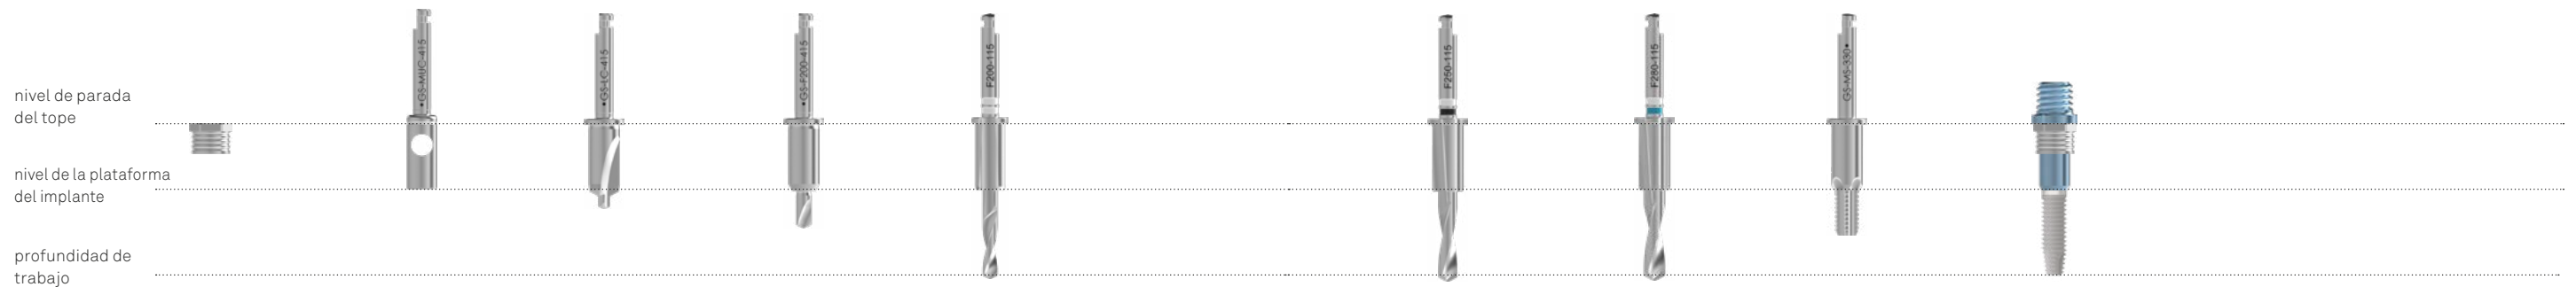 nivel de parada
del tope
nivel de la plataforma
del implante
profundidad de
trabajo
•GS-MUC-415
•GS-LC-415
•GS-F200-415
F200-115
F250-115
F280-115
GS-MS-330•